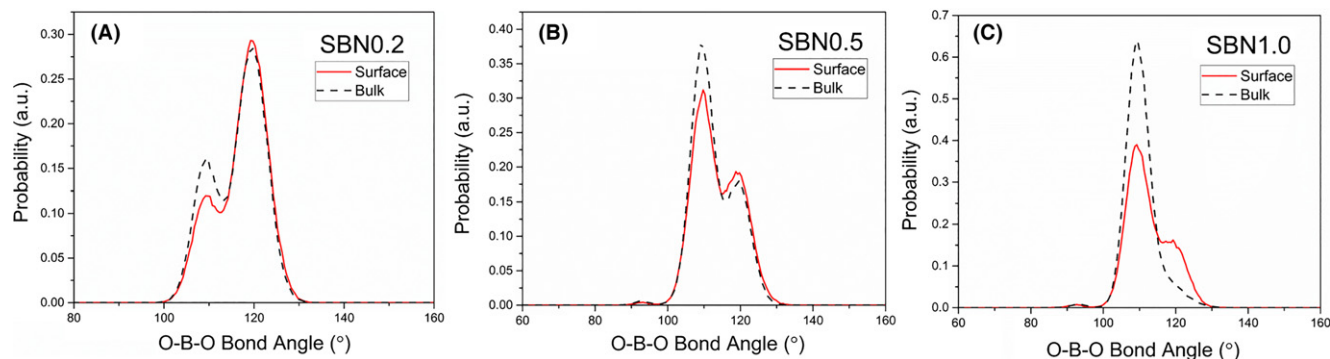 (A)
SBN0.2
Surface
Bulk
Probability (a.u.)
0.30
0.25
0.20
0.15
0.10
0.05
0.00
80
100
120
140
160
O-B-O Bond Angle (°)
(B)
SBN0.5
Surface
Bulk
Probability (a.u.)
0.40
0.35
0.30
0.25
0.20
0.15
0.10
0.05
0.00
60
80
100
120
140
160
O-B-O Bond Angle (°)
(C)
SBN1.0
Surface
Bulk
Probability (a.u.)
0.7
0.6
0.5
0.4
0.3
0.2
0.1
0.0
60
80
100
120
140
160
O-B-O Bond Angle (°)